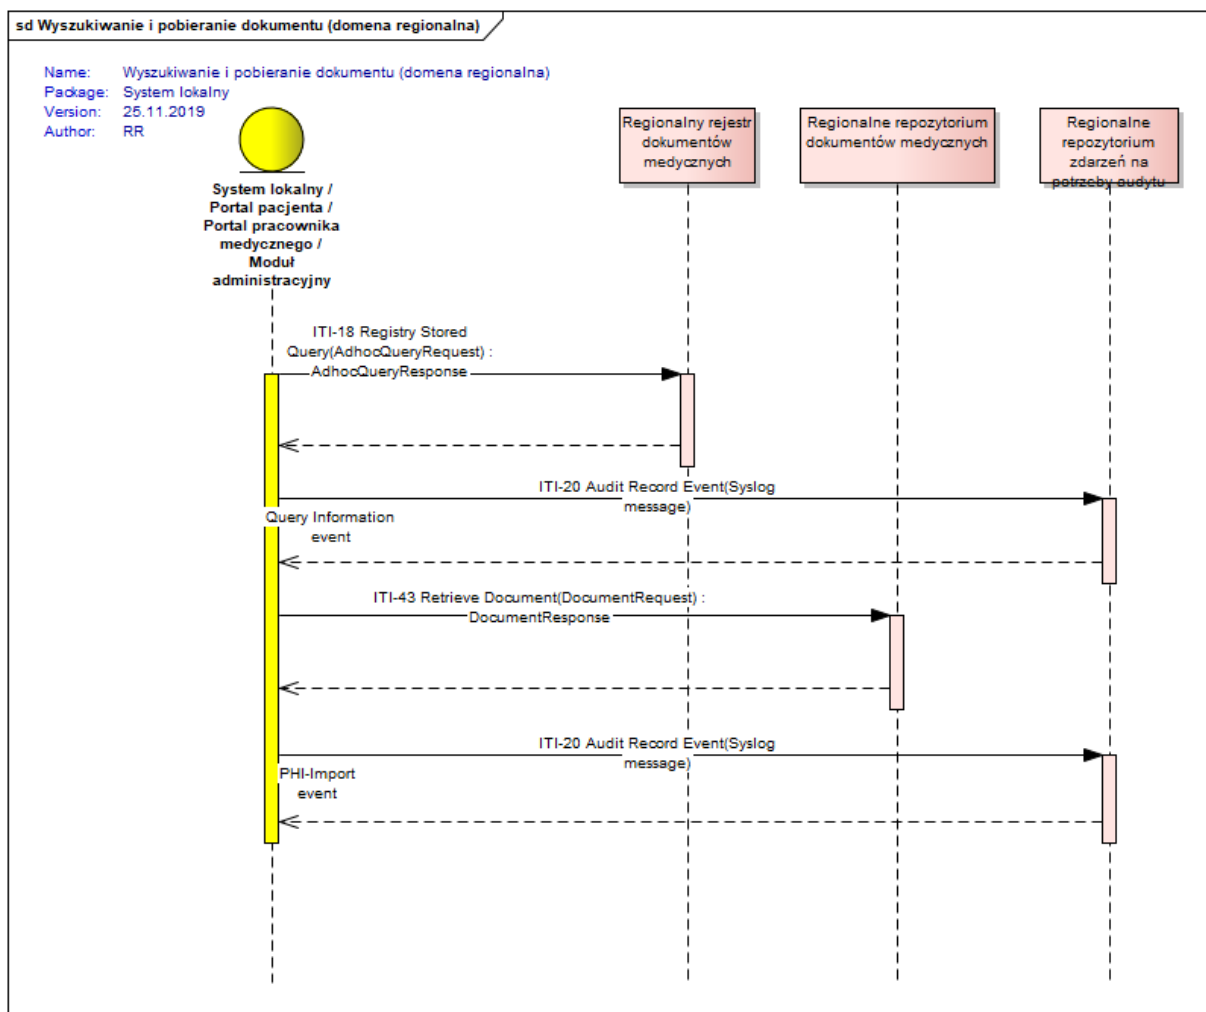 sd Wyszukiwanie i pobieranie dokumentu (domena regionalna)
Name: Wyszukiwanie i pobieranie dokumentu (domena regionalna)
Package: System lokalny
Version: 25.11.2019
Author: RR
System lokalny /
Portal pacjenta /
Portal pracownika
medycznego /
Moduł
administracyjny
Regionalny rejestr
dokumentów
medycznych
Regionalne repozytorium
dokumentów medycznych
Regionalne
repozytorium
zdarzeń na
potrzeby audytu
ITI-18 Registry Stored
Query(AdhocQueryRequest) :
AdhocQueryResponse
ITI-20 Audit Record Event(Syslog
message)
Query Information
event
ITI-43 Retrieve Document(DocumentRequest) :
DocumentResponse
ITI-20 Audit Record Event(Syslog
message)
PHI-Import
event